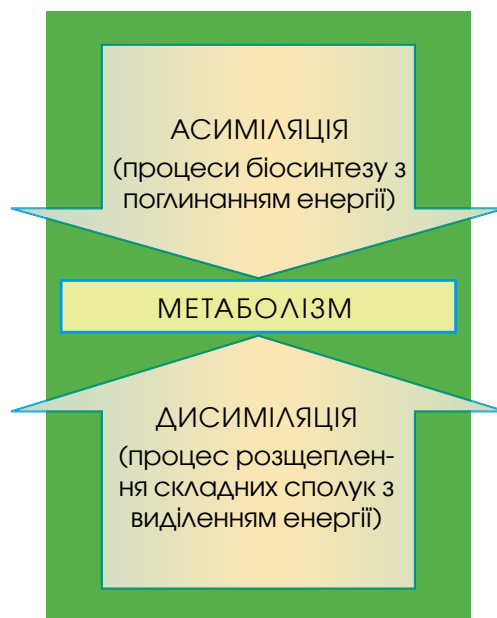 АСИМІЛЯЦІЯ
(процеси біосинтезу з
поглинанням енергії)
МЕТАБОЛІЗМ
ДИСИМІЛЯЦІЯ
(процес розщеплен-
ня складних сполук з
виділенням енергії)